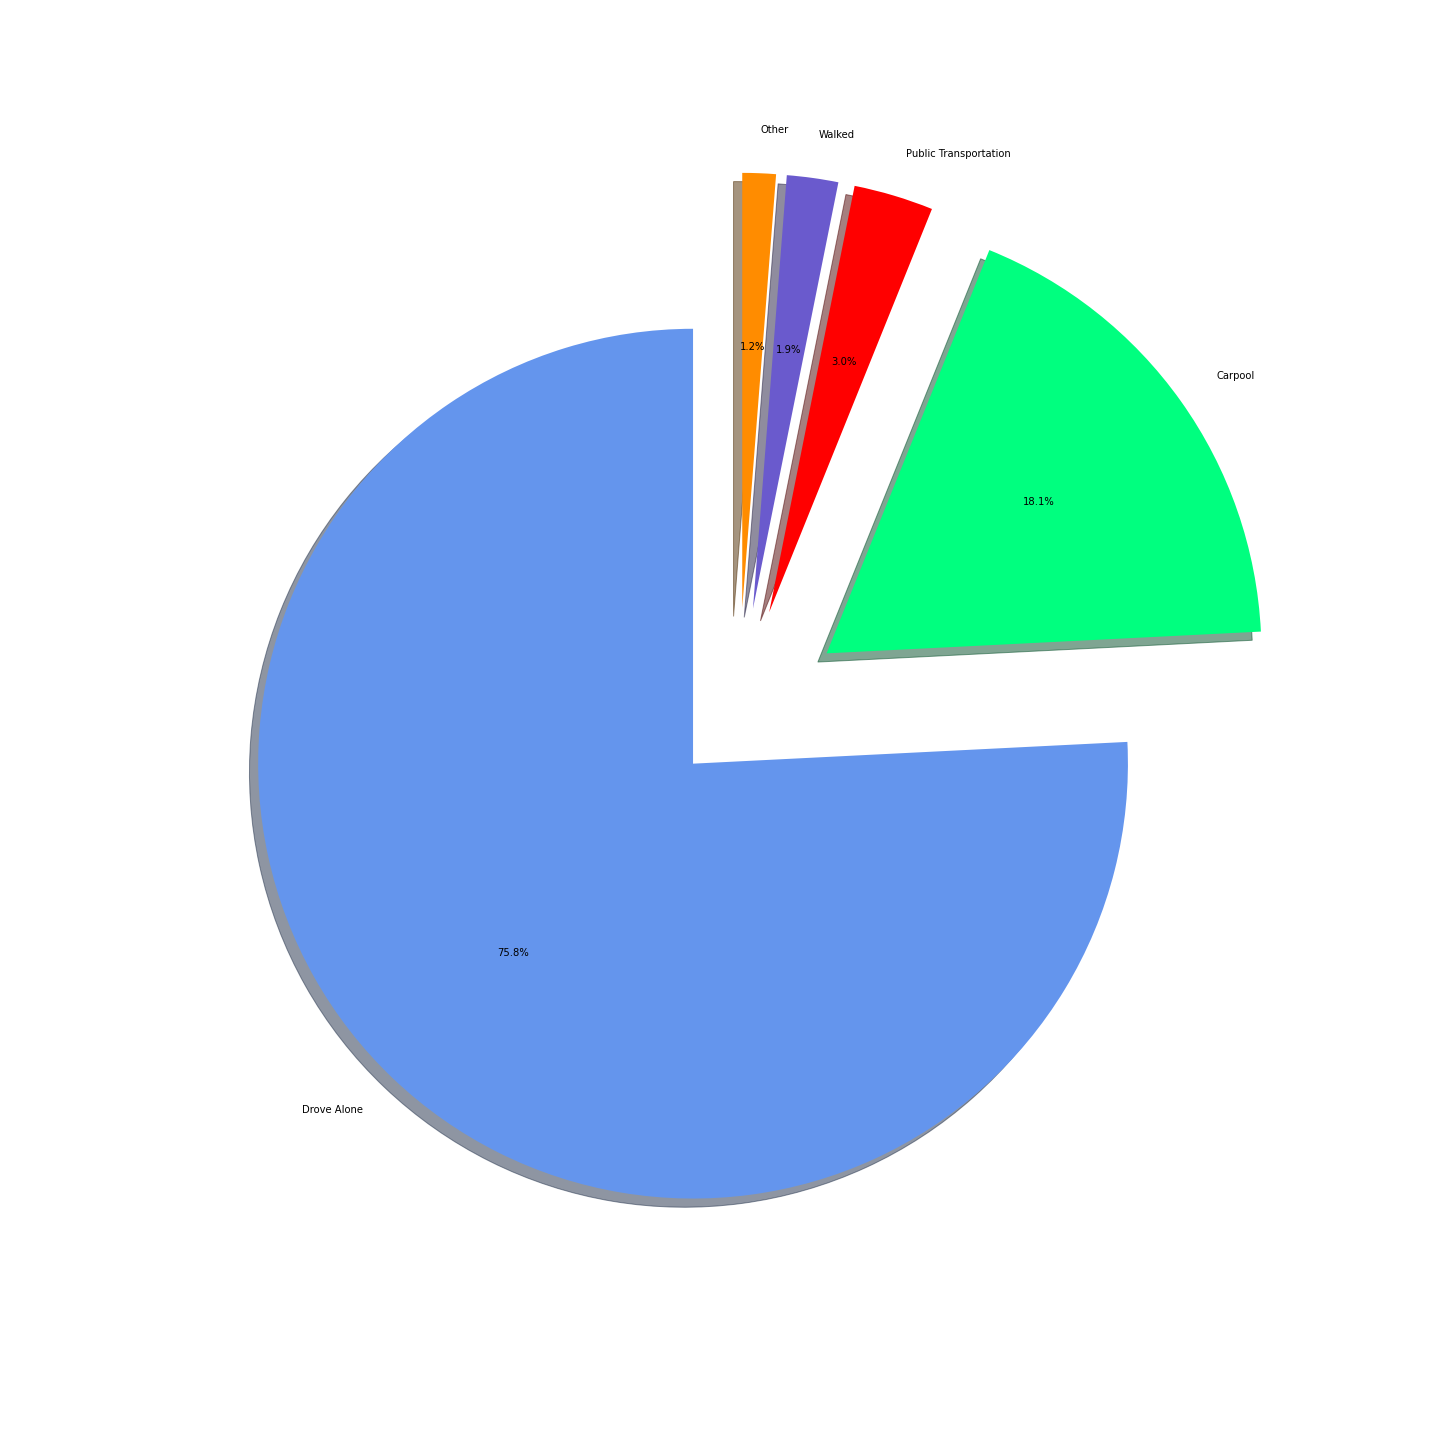 Other
Walked
Public Transportation
Carpool
1.2%
1.9%
3.0%
18.1%
75.8%
Drove Alone